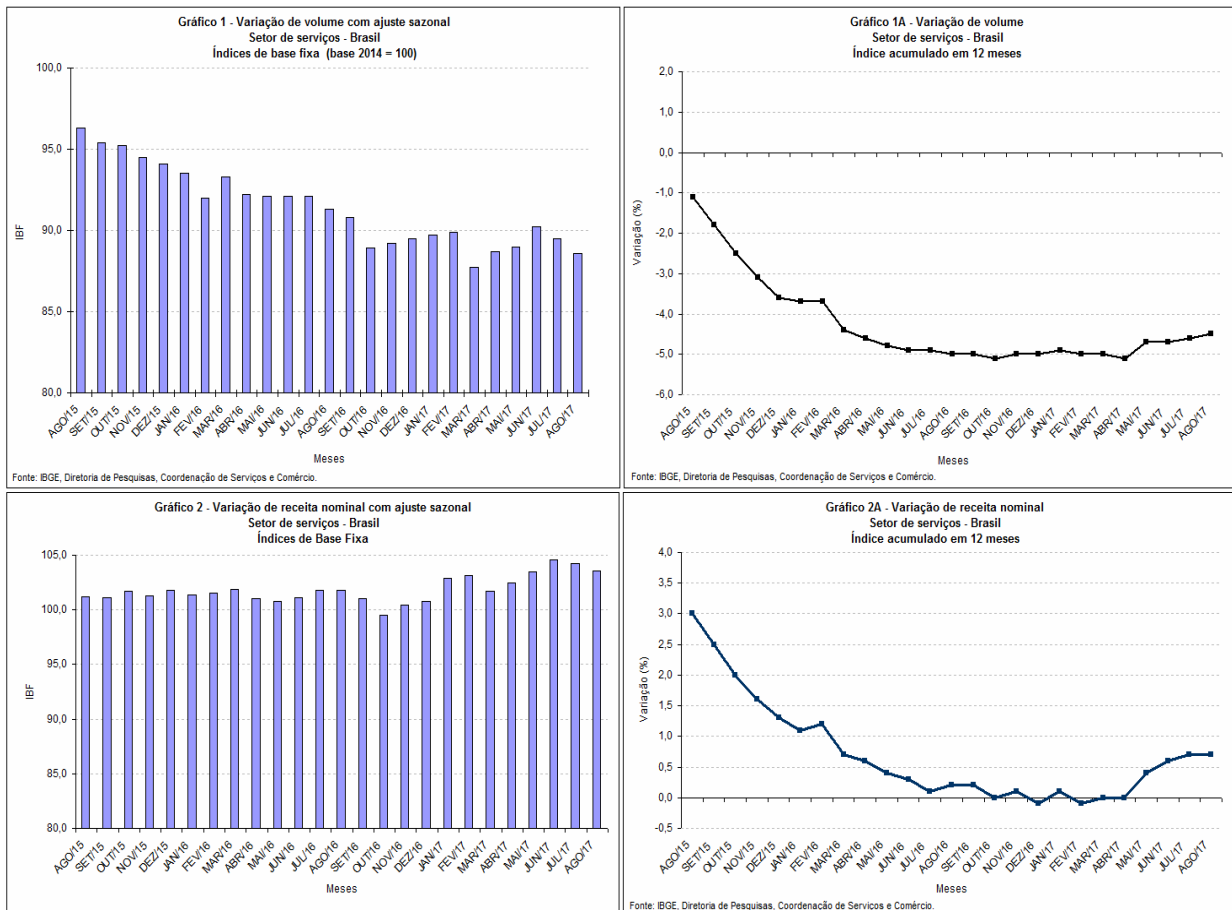 Gráfico 1 - Variação de volume com ajuste sazonal
Setor de serviços - Brasil
Índices de base fixa (base 2014 = 100)
100,0
95,0
90,0
85,0
80,0
IBF
AGO/15 SET/15 OUT/15 NOV/15 DEZ/15 JAN/16 FEV/16 MAR/16 ABR/16 MAI/16 JUN/16 JUL/16 AGO/16 SET/16 OUT/16 NOV/16 DEZ/16 JAN/17 FEV/17 MAR/17 ABR/17 MAI/17 JUN/17 JUL/17 AGO/17
Meses
Fonte: IBGE, Diretoria de Pesquisas, Coordenação de Serviços e Comércio.
Gráfico 1A - Variação de volume
Setor de serviços - Brasil
Índice acumulado em 12 meses
2,0
1,0
0,0
-1,0
-2,0
-3,0
-4,0
-5,0
-6,0
Variação (%)
AGO/15 SET/15 OUT/15 NOV/15 DEZ/15 JAN/16 FEV/16 MAR/16 ABR/16 MAI/16 JUN/16 JUL/16 AGO/16 SET/16 OUT/16 NOV/16 DEZ/16 JAN/17 FEV/17 MAR/17 ABR/17 MAI/17 JUN/17 JUL/17 AGO/17
Meses
Fonte: IBGE, Diretoria de Pesquisas, Coordenação de Serviços e Comércio.
Gráfico 2 - Variação de receita nominal com ajuste sazonal
Setor de serviços - Brasil
Índices de Base Fixa
105,0
100,0
95,0
90,0
85,0
80,0
IBF
AGO/15 SET/15 OUT/15 NOV/15 DEZ/15 JAN/16 FEV/16 MAR/16 ABR/16 MAI/16 JUN/16 JUL/16 AGO/16 SET/16 OUT/16 NOV/16 DEZ/16 JAN/17 FEV/17 MAR/17 ABR/17 MAI/17 JUN/17 JUL/17 AGO/17
Meses
Gráfico 2A - Variação de receita nominal
Setor de serviços - Brasil
Índice acumulado em 12 meses
4,0
3,5
3,0
2,5
2,0
1,5
1,0
0,5
0,0
-0,5
Variação (%)
AGO/15 SET/15 OUT/15 NOV/15 DEZ/15 JAN/16 FEV/16 MAR/16 ABR/16 MAI/16 JUN/16 JUL/16 AGO/16 SET/16 OUT/16 NOV/16 DEZ/16 JAN/17 FEV/17 MAR/17 ABR/17 MAI/17 JUN/17 JUL/17 AGO/17
Meses
Fonte: IBGE, Diretoria de Pesquisas, Coordenação de Serviços e Comércio.